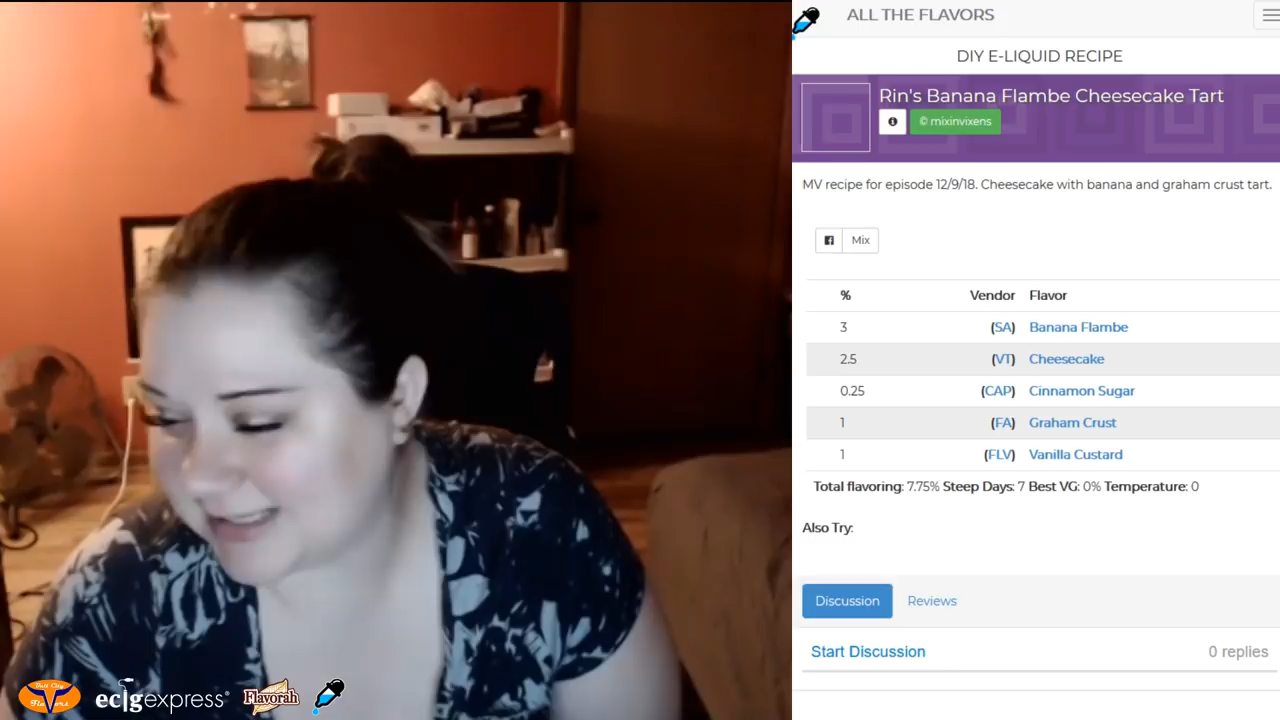 ALL THE FLAVORS
DIY E-LIQUID RECIPE
Rin's Banana Flambe Cheesecake Tart
© mixinvixens
MV recipe for episode 12/9/18. Cheesecake with banana and graham crust tart.
Mix
% Vendor Flavor
3 (SA) Banana Flambe
2.5 (VT) Cheesecake
0.25 (CAP) Cinnamon Sugar
1 (FA) Graham Crust
1 (FLV) Vanilla Custard
Total flavoring: 7.75% Steep Days: 7 Best VG: 0% Temperature: 0
Also Try:
Discussion Reviews
Start Discussion 0 replies
ecigexpress®
Flavorah